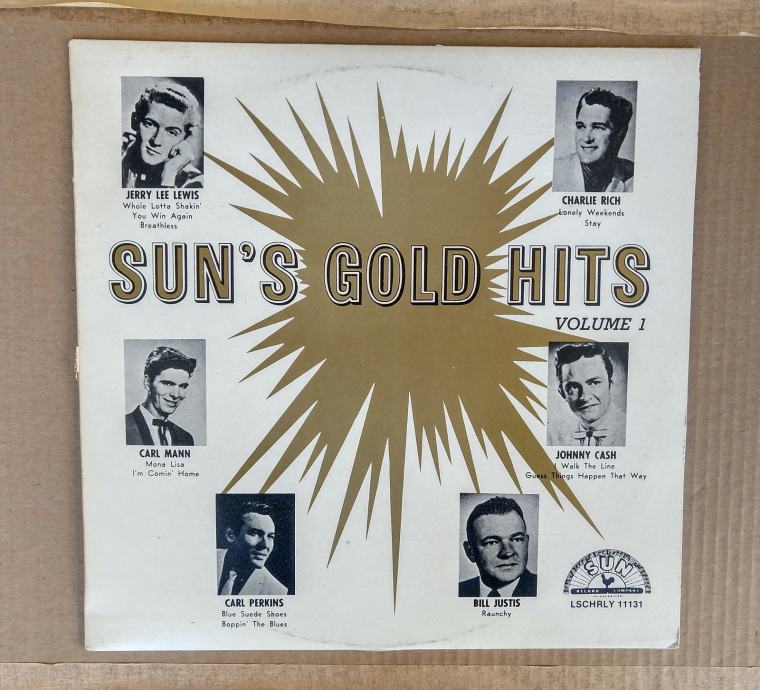 JERRY LEE LEWIS
Whole Lotta Shakin'
You Win Again
Breathless
CHARLIE RICH
Lonely Weekends
Stay
SUN'S GOLD HITS
VOLUME 1
CARL MANN
Mona Lisa
I'm Comin' Home
JOHNNY CASH
I Walk The Line
Guess Things Happen That Way
CARL PERKINS
Blue Suede Shoes
Boppin' The Blues
BILL JUSTIS
Raunchy
SUN
RECORD COMPANY
LSCHRLY 11131